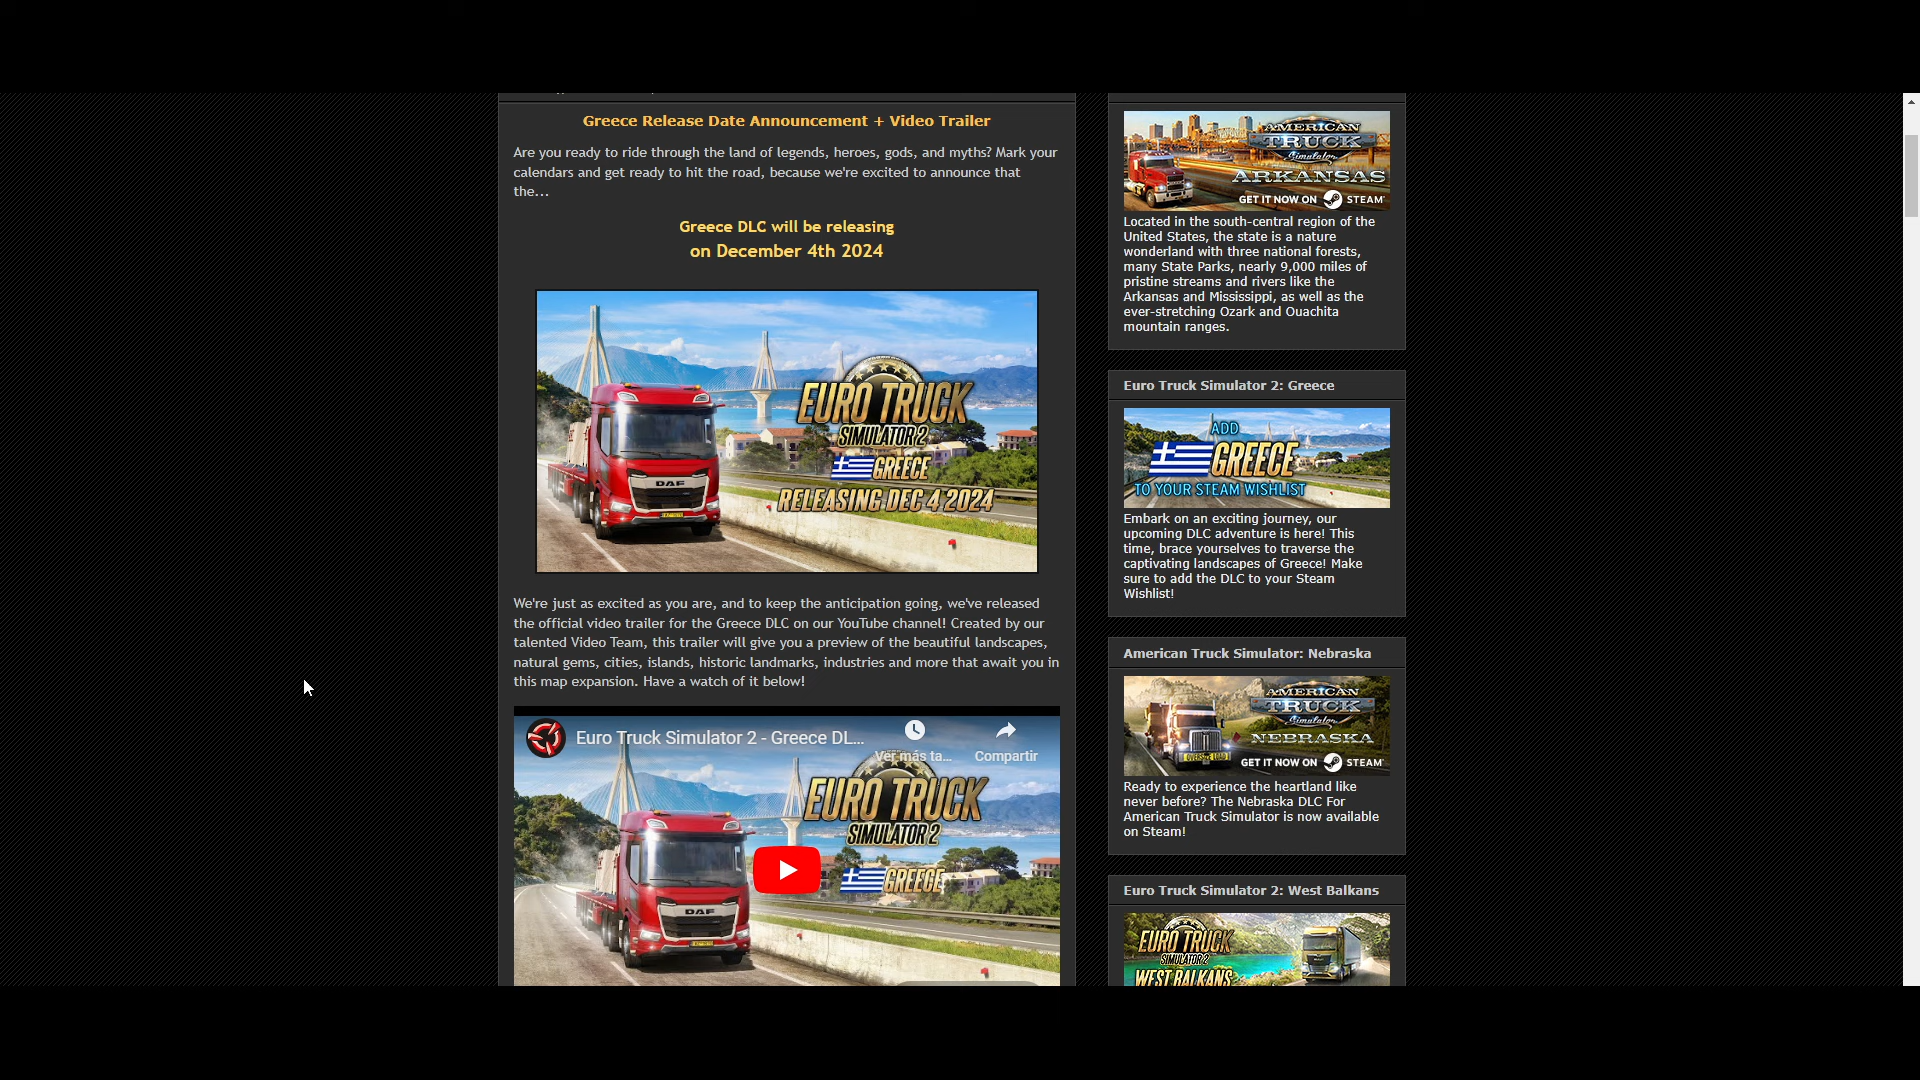 Greece Release Date Announcement + Video Trailer
Are you ready to ride through the land of legends, heroes, gods, and myths? Mark your
calendars and get ready to hit the road, because we're excited to announce that
the...
Greece DLC will be releasing
on December 4th 2024
EURO TRUCK
SIMULATOR 2
GREECE
RELEASING DEC 4 2024
DAF
We're just as excited as you are, and to keep the anticipation going, we've released
the official video trailer for the Greece DLC on our YouTube channel! Created by our
talented Video Team, this trailer will give you a preview of the beautiful landscapes,
natural gems, cities, islands, historic landmarks, industries and more that await you in
this map expansion. Have a watch of it below!
Euro Truck Simulator 2 - Greece DL...
Ver más ta...
Compartir
EURO TRUCK
SIMULATOR 2
GREECE
DAF
AMERICAN
TRUCK
Simulator
ARKANSAS
GET IT NOW ON STEAM
Located in the south-central region of the
United States, the state is a nature
wonderland with three national forests,
many State Parks, nearly 9,000 miles of
pristine streams and rivers like the
Arkansas and Mississippi, as well as the
ever-stretching Ozark and Ouachita
mountain ranges.
Euro Truck Simulator 2: Greece
ADD
GREECE
TO YOUR STEAM WISHLIST
Embark on an exciting journey, our
upcoming DLC adventure is here! This
time, brace yourselves to traverse the
captivating landscapes of Greece! Make
sure to add the DLC to your Steam
Wishlist!
American Truck Simulator: Nebraska
AMERICAN
TRUCK
Simulator
NEBRASKA
OVERSIZE LOAD
GET IT NOW ON STEAM
Ready to experience the heartland like
never before? The Nebraska DLC For
American Truck Simulator is now available
on Steam!
Euro Truck Simulator 2: West Balkans
EURO TRUCK
SIMULATOR 2
WEST BALKANS